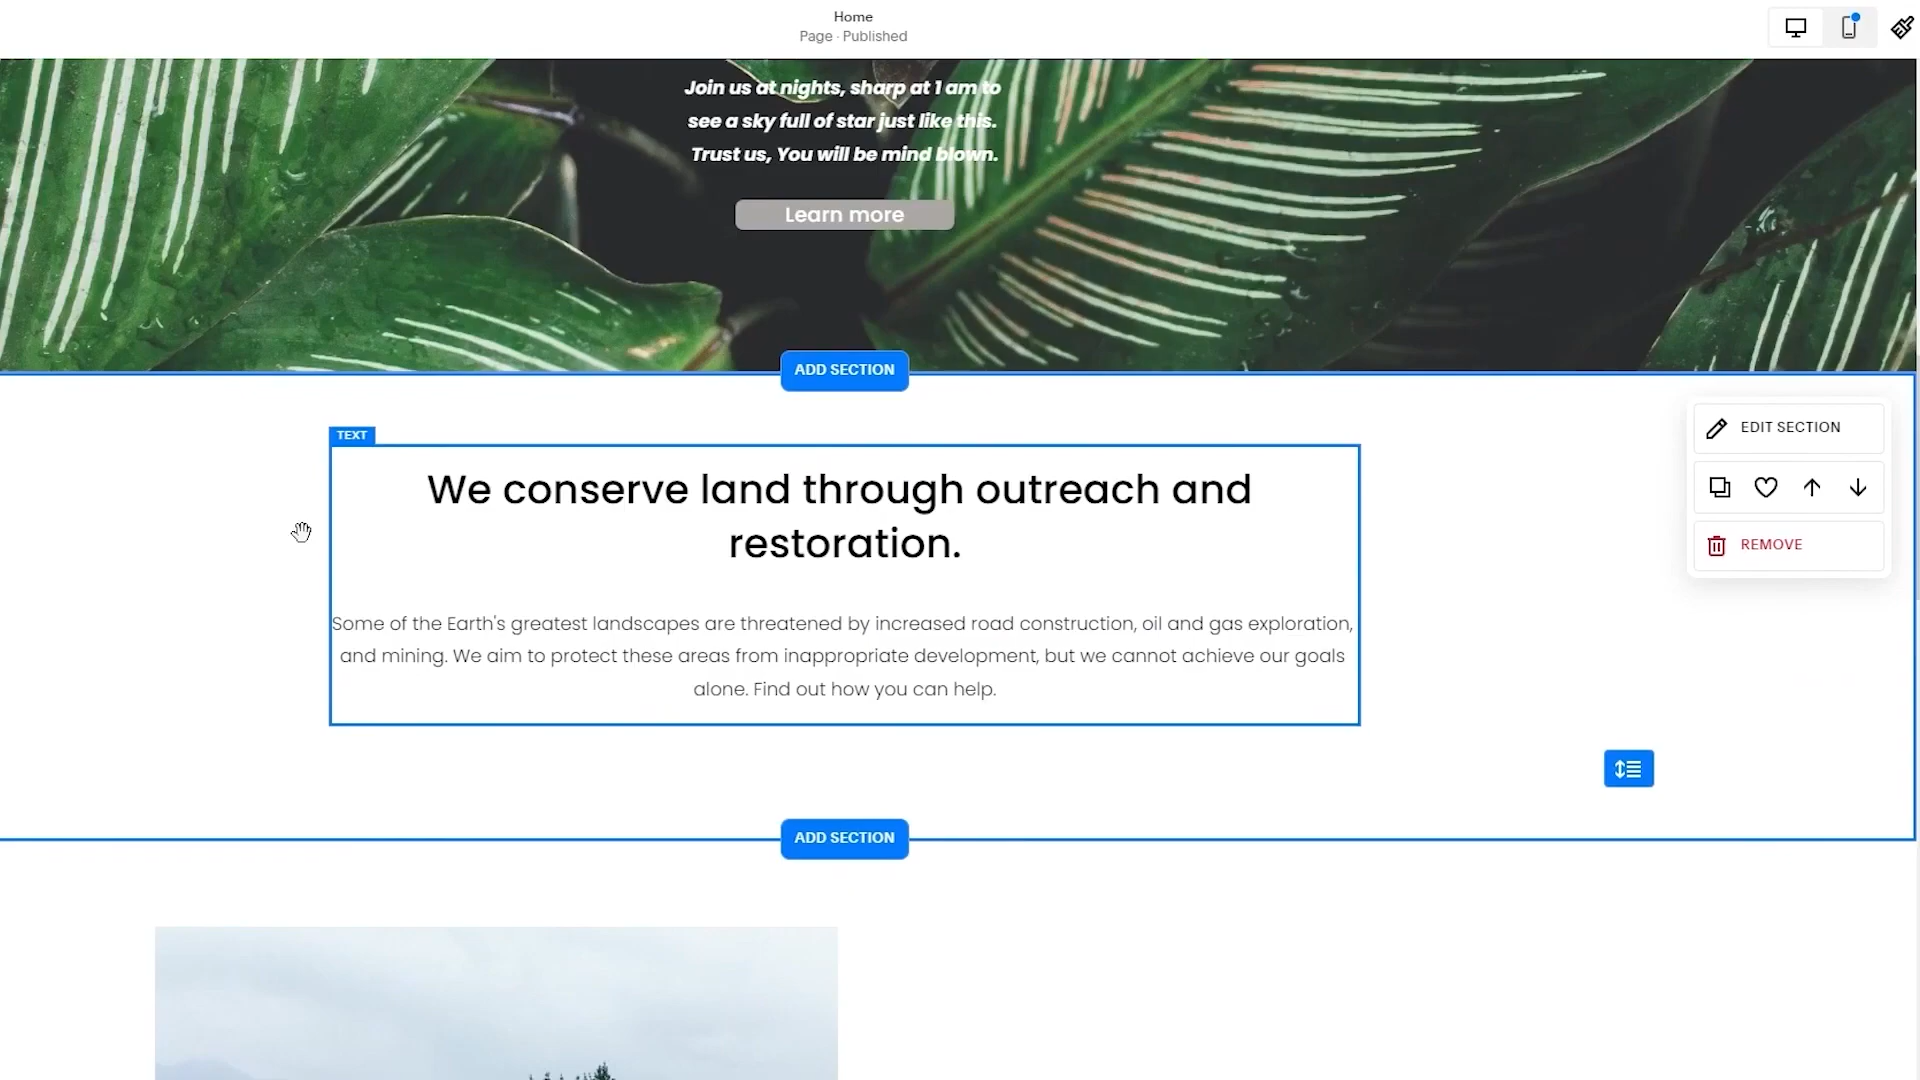 Home
Page · Published
Join us at nights, sharp at 1 am to
see a sky full of star just like this.
Trust us, You will be mind blown.
Learn more
ADD SECTION
TEXT
We conserve land through outreach and
restoration.
Some of the Earth's greatest landscapes are threatened by increased road construction, oil and gas exploration,
and mining. We aim to protect these areas from inappropriate development, but we cannot achieve our goals
alone. Find out how you can help.
EDIT SECTION
REMOVE
ADD SECTION